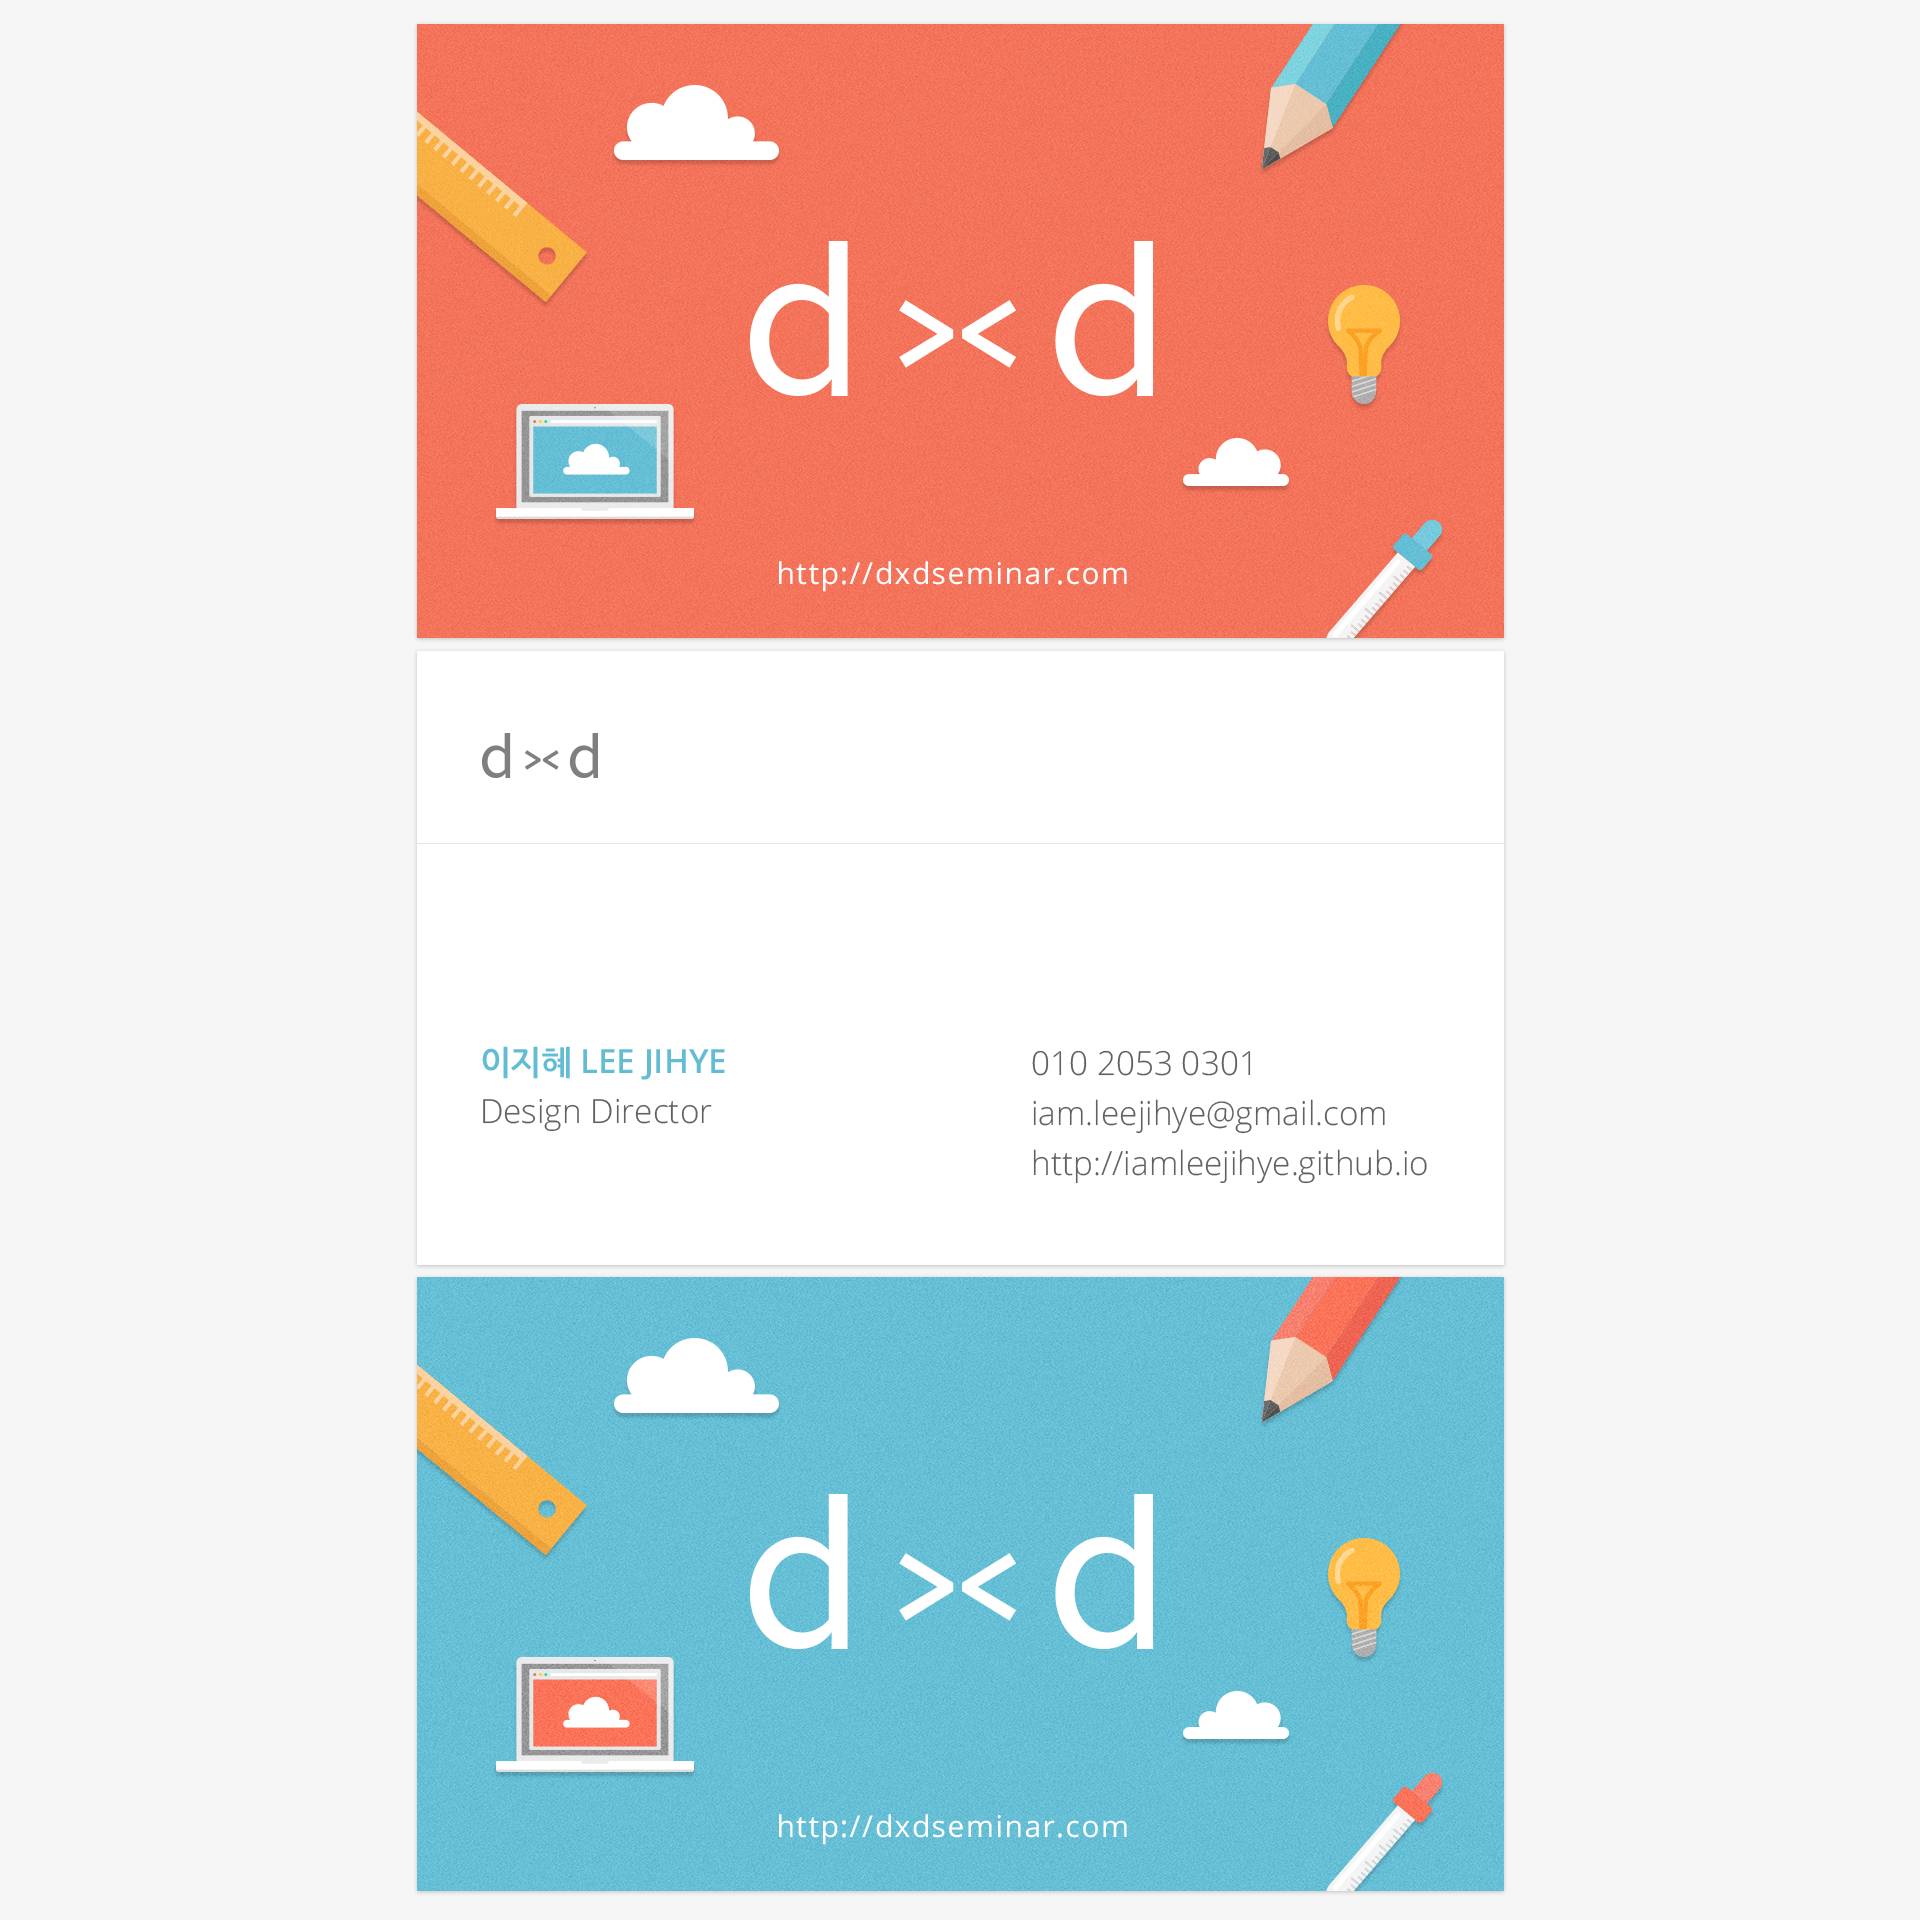 d><d
http://dxdseminar.com
d><d
이지혜 LEE JIHYE
Design Director
010 2053 0301
iam.leejihye@gmail.com
http://iamleejihye.github.io
d><d
http://dxdseminar.com